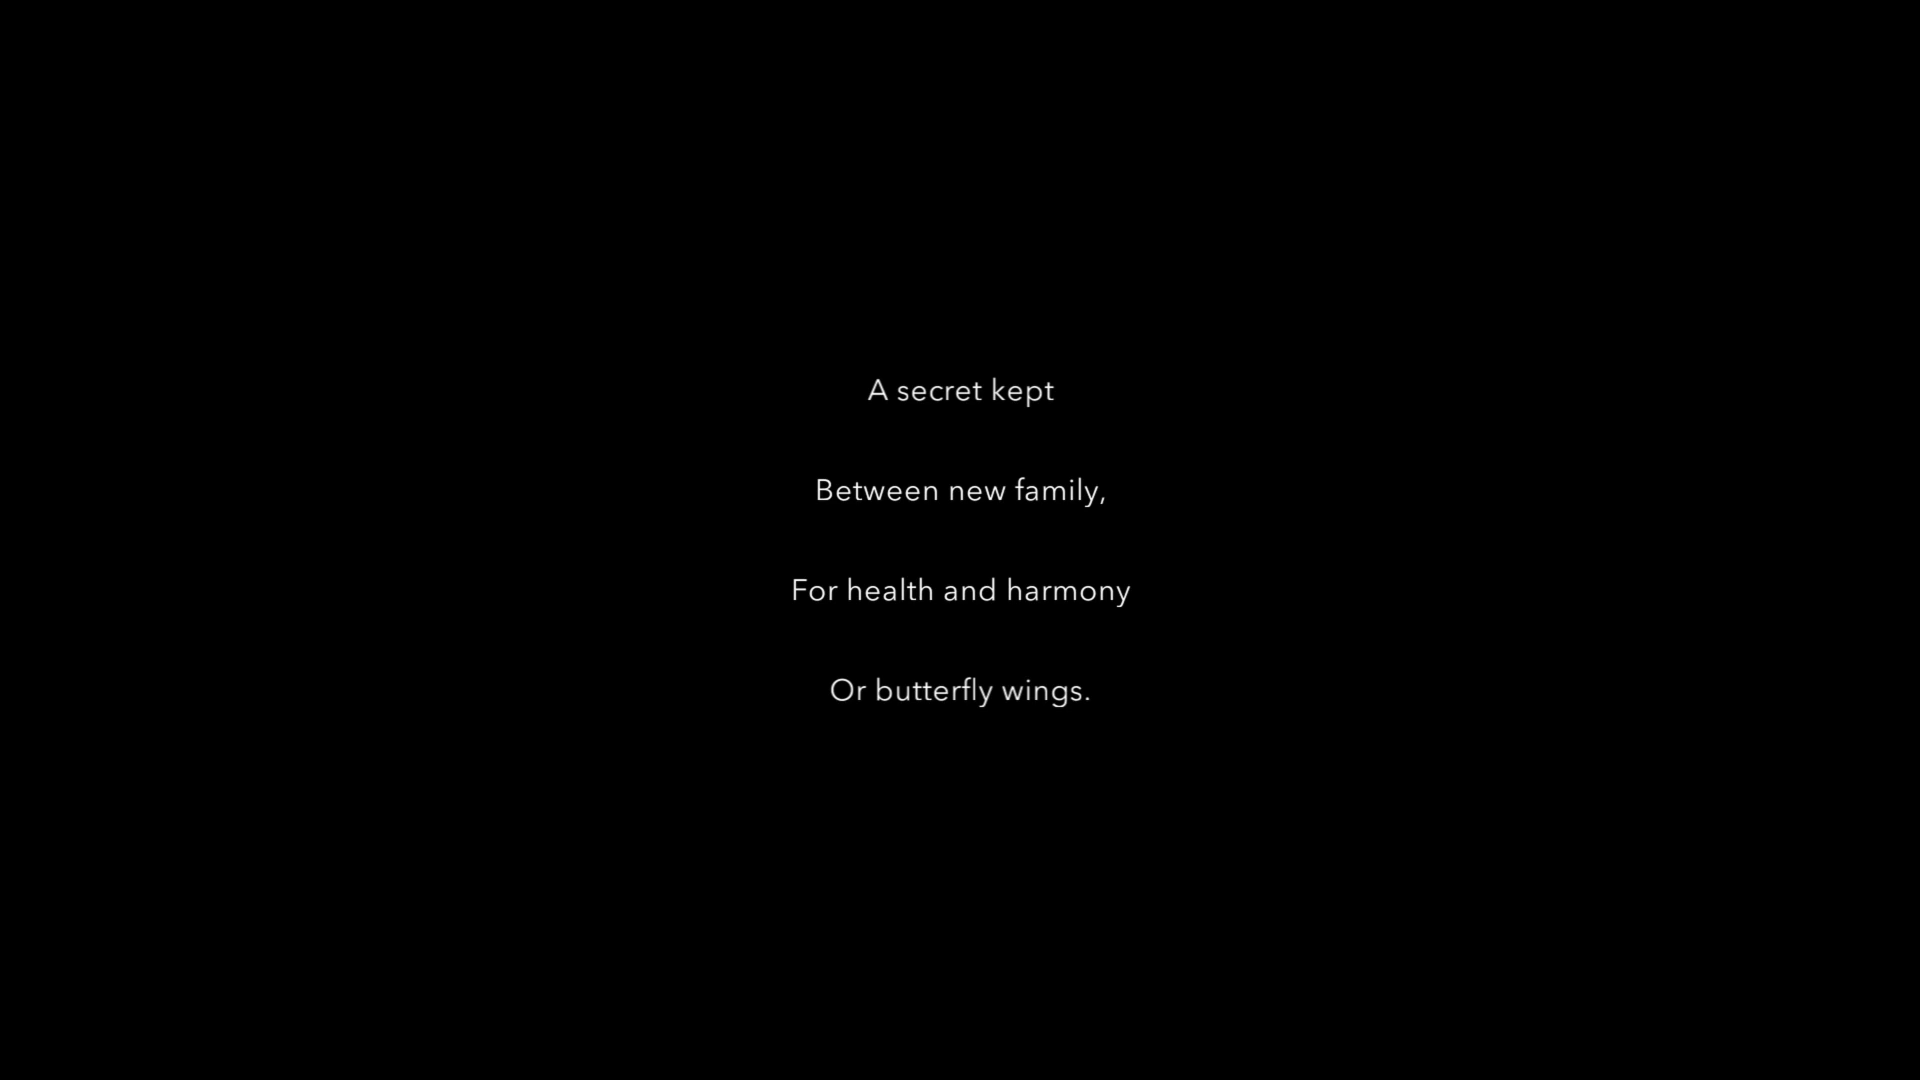 A secret kept
Between new family,
For health and harmony
Or butterfly wings.